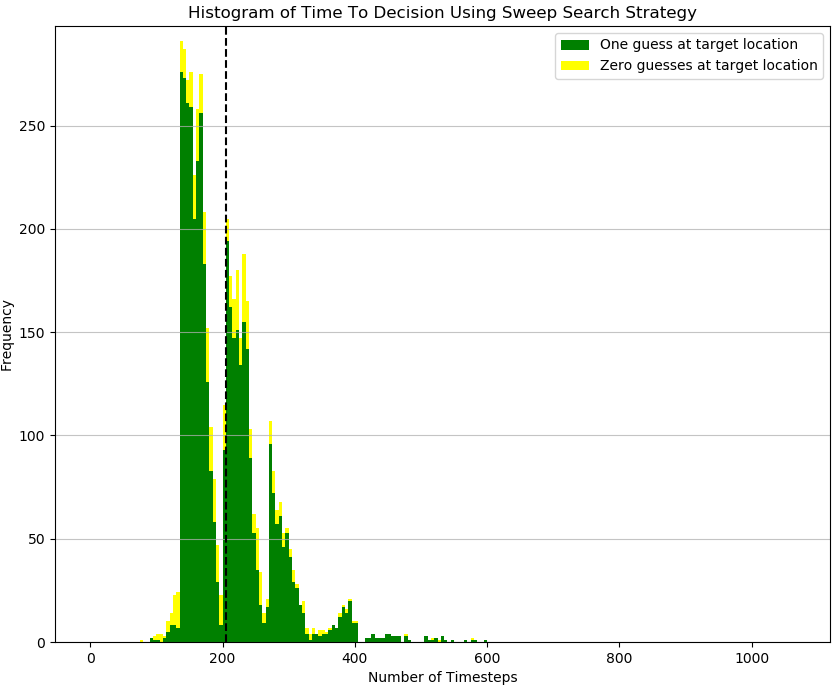 Histogram of Time To Decision Using Sweep Search Strategy
One guess at target location
Zero guesses at target location
Frequency
250
200
150
100
50
0
0 200 400 600 800 1000
Number of Timesteps